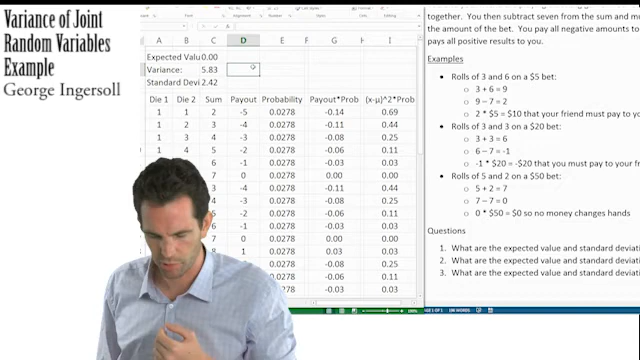 Variance of Joint
Random Variables
Example
George Ingersoll
A B C D E F G H I
Expected Valu 0.00
Variance: 5.83
Standard Devi 2.42
Die 1 Die 2 Sum Payout Probability Payout*Prob (x-μ)^2*Prob
1 1 2 -5 0.0278 -0.14 0.69
1 2 3 -4 0.0278 -0.11 0.44
1 3 4 -3 0.0278 -0.08 0.25
1 4 5 -2 0.0278 -0.06 0.11
6 -1 0.0278 -0.03 0.03
7 0 0.0278 0.00 0.00
3 -4 0.0278 -0.11 0.44
4 -3 0.0278 -0.08 0.25
5 -2 0.0278 -0.06 0.11
6 -1 0.0278 -0.03 0.03
7 0 0.0278 0.00 0.00
8 1 0.0278 0.03 0.03
-3 0.0278 -0.08 0.25
0.0278 -0.06 0.11
0.0278 -0.03 0.03
together. You then subtract seven from the sum and m
the amount of the bet. You pay all negative amounts to
pays all positive results to you.
Examples
• Rolls of 3 and 6 on a $5 bet:
○ 3 + 6 = 9
○ 9 – 7 = 2
○ 2 * $5 = $10 that your friend must pay to
• Rolls of 3 and 3 on a $20 bet:
○ 3 + 3 = 6
○ 6 – 7 = -1
○ -1 * $20 = -$20 that you must pay to your f
• Rolls of 5 and 2 on a $50 bet:
○ 5 + 2 = 7
○ 7 – 7 = 0
○ 0 * $50 = $0 so no money changes hands
Questions
1. What are the expected value and standard deviati
2. What are the expected value and standard deviati
3. What are the expected value and standard deviati